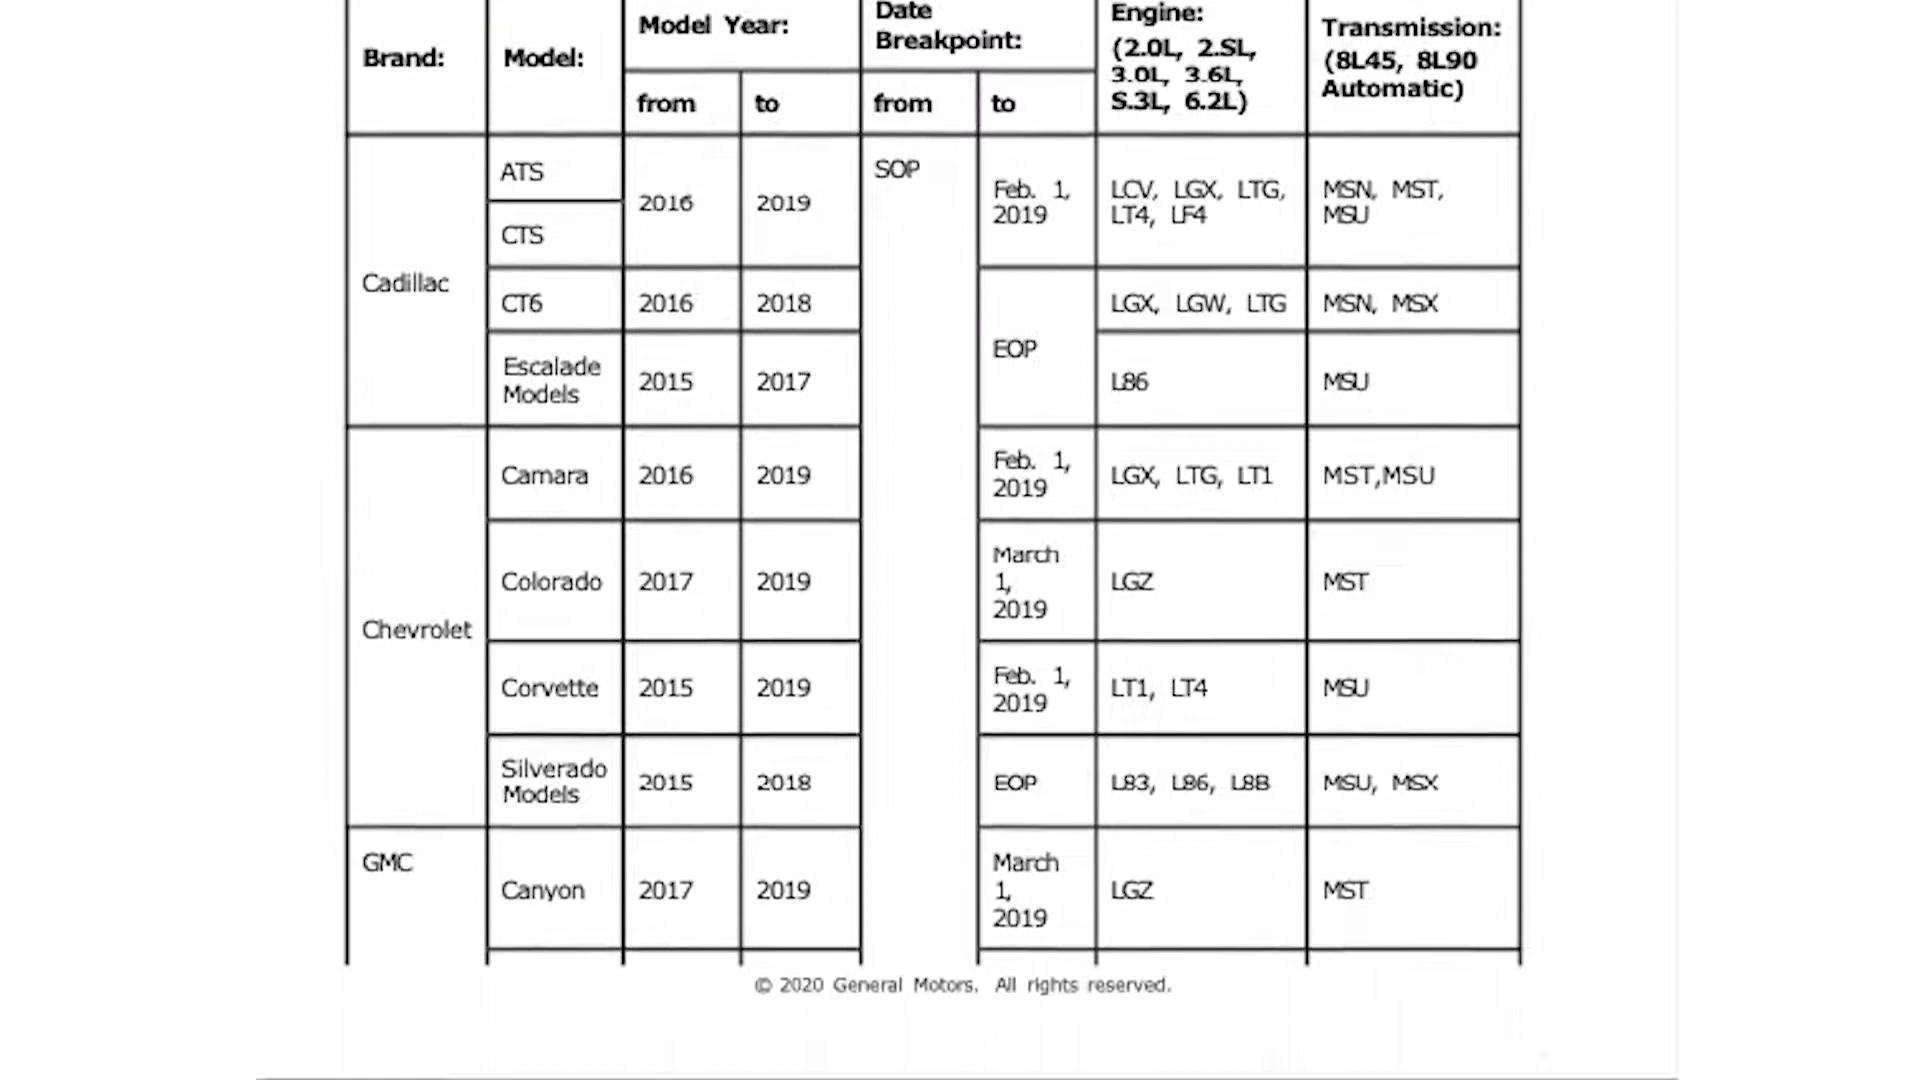 Brand:
Model:
Model Year:
Date
Breakpoint:
Engine:
(2.0L, 2.SL,
3.0L, 3.6L,
S.3L, 6.2L)
Transmission:
(8L45, 8L90
Automatic)
from
to
from
to
Cadillac
ATS
CTS
2016
2019
SOP
Feb. 1,
2019
LCV, LGX, LTG,
LT4, LF4
MSN, MST,
MSU
CT6
2016
2018
EOP
LGX, LGW, LTG
MSN, MSX
Escalade
Models
2015
2017
L86
MSU
Chevrolet
Camara
2016
2019
Feb. 1,
2019
LGX, LTG, LT1
MST,MSU
Colorado
2017
2019
March
1,
2019
LGZ
MST
Corvette
2015
2019
Feb. 1,
2019
LT1, LT4
MSU
Silverado
Models
2015
2018
EOP
L83, L86, L8B
MSU, MSX
GMC
Canyon
2017
2019
March
1,
2019
LGZ
MST
© 2020 General Motors. All rights reserved.